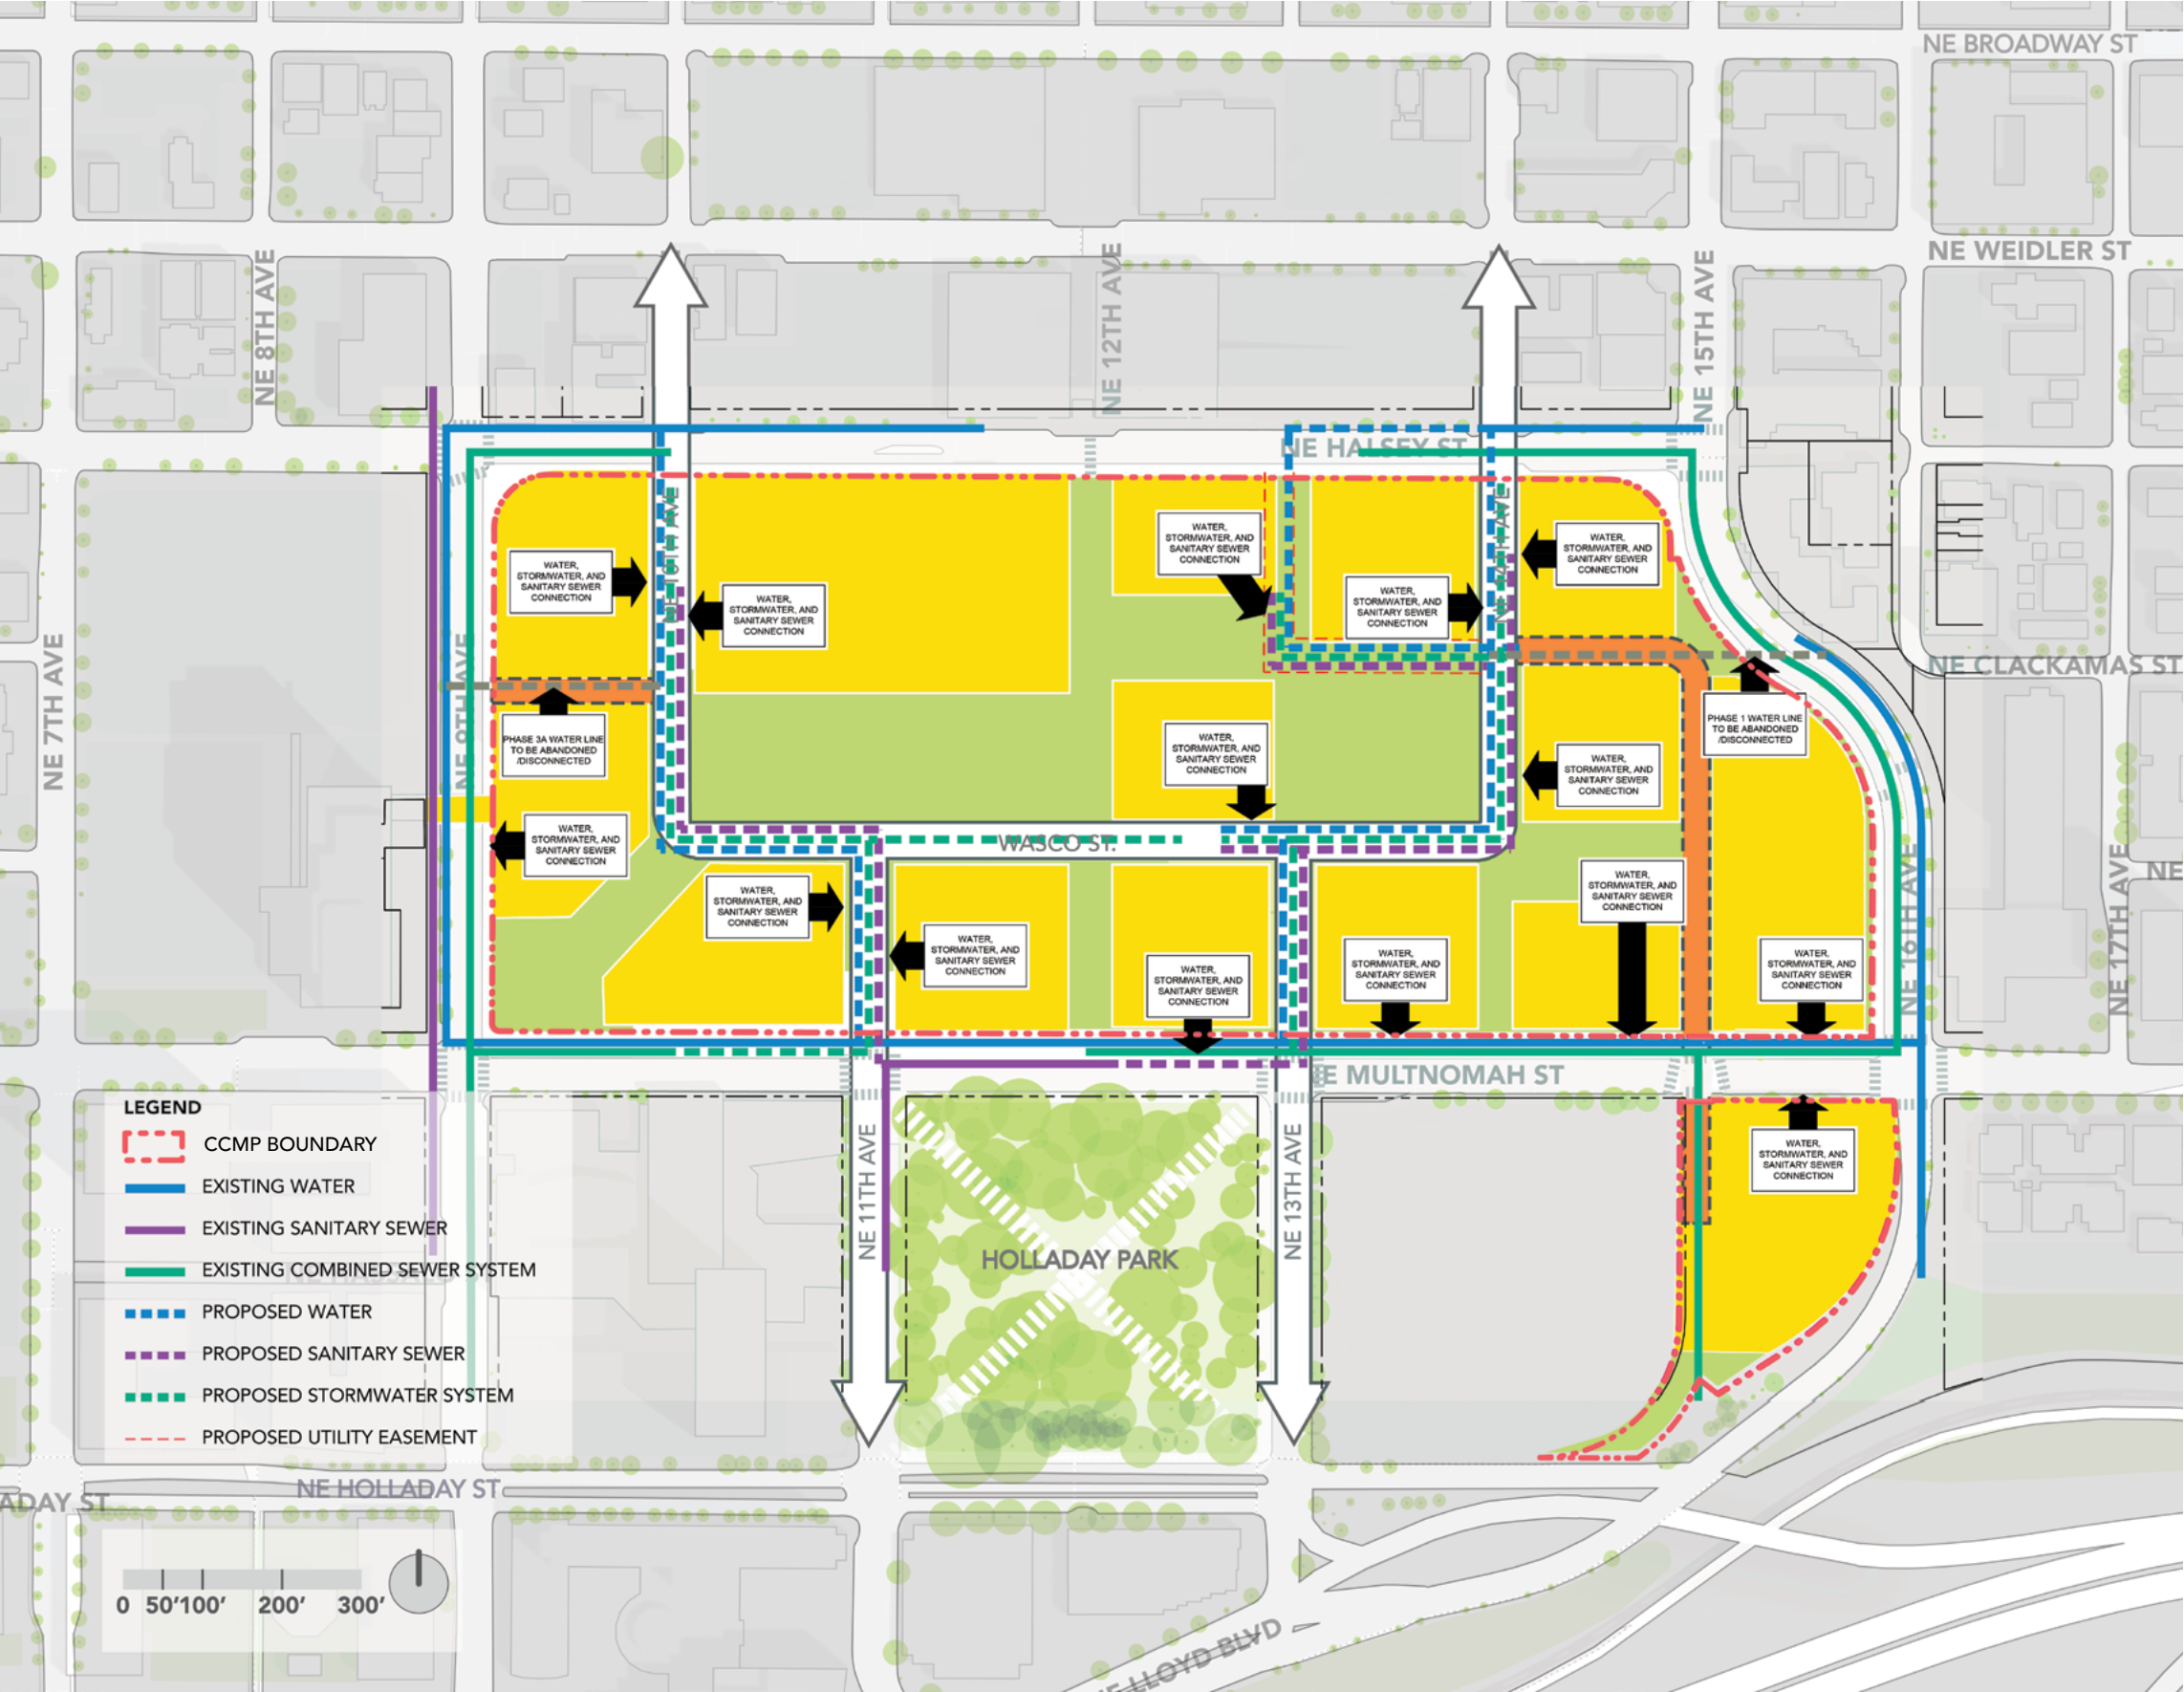 NE BROADWAY ST
NE WEIDLER ST
NE 8TH AVE
NE 12TH AVE
NE 15TH AVE
NE HALSEY ST
WATER,
STORMWATER, AND
SANITARY SEWER
CONNECTION
WATER,
STORMWATER, AND
SANITARY SEWER
CONNECTION
WATER,
STORMWATER, AND
SANITARY SEWER
CONNECTION
WATER,
STORMWATER, AND
SANITARY SEWER
CONNECTION
WATER,
STORMWATER, AND
SANITARY SEWER
CONNECTION
NE 7TH AVE
NE 9TH AVE
NE CLACKAMAS ST
PHASE 3A WATER LINE
TO BE ABANDONED
/DISCONNECTED
PHASE 1 WATER LINE
TO BE ABANDONED
/DISCONNECTED
WATER,
STORMWATER, AND
SANITARY SEWER
CONNECTION
WATER,
STORMWATER, AND
SANITARY SEWER
CONNECTION
WATER,
STORMWATER, AND
SANITARY SEWER
CONNECTION
WASCO ST.
NE
WATER,
STORMWATER, AND
SANITARY SEWER
CONNECTION
WATER,
STORMWATER, AND
SANITARY SEWER
CONNECTION
WATER,
STORMWATER, AND
SANITARY SEWER
CONNECTION
WATER,
STORMWATER, AND
SANITARY SEWER
CONNECTION
WATER,
STORMWATER, AND
SANITARY SEWER
CONNECTION
WATER,
STORMWATER, AND
SANITARY SEWER
CONNECTION
NE 16TH AVE
NE 17TH AVE
E MULTNOMAH ST
WATER,
STORMWATER, AND
SANITARY SEWER
CONNECTION
NE 11TH AVE
NE 13TH AVE
HOLLADAY PARK
LEGEND
CCMP BOUNDARY
EXISTING WATER
EXISTING SANITARY SEWER
EXISTING COMBINED SEWER SYSTEM
PROPOSED WATER
PROPOSED SANITARY SEWER
PROPOSED STORMWATER SYSTEM
PROPOSED UTILITY EASEMENT
NE HOLLADAY ST
ADAY ST
0 50' 100' 200' 300'
LLOYD BLVD